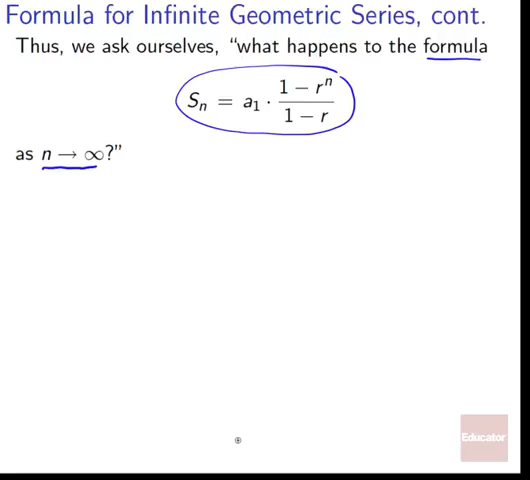 Formula for Infinite Geometric Series, cont.
Thus, we ask ourselves, “what happens to the formula
Sₙ = a₁ · (1 − rⁿ)/(1 − r)
as n → ∞?”
Educator